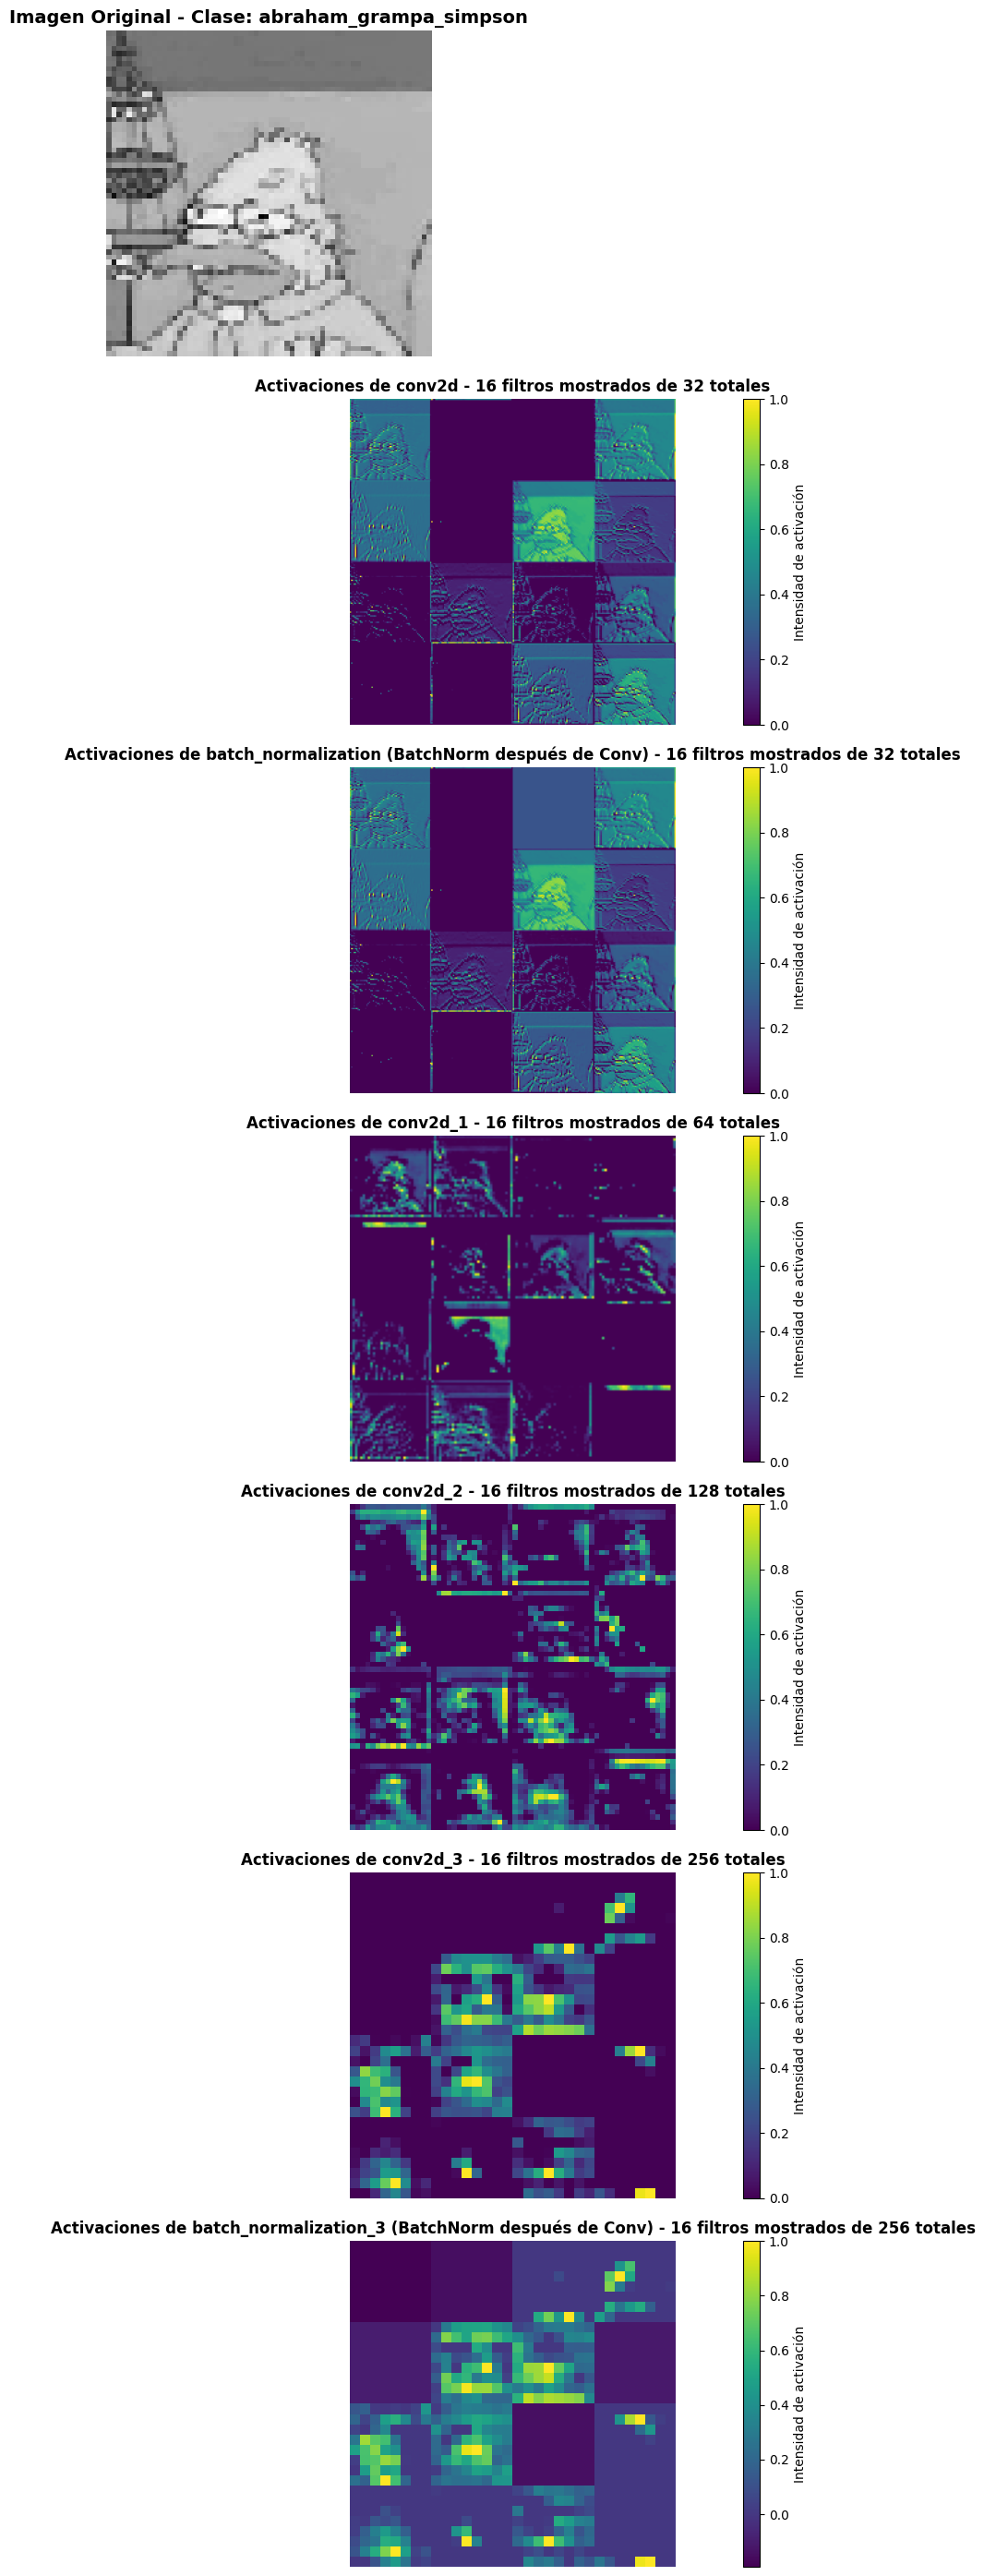 Imagen Original - Clase: abraham_grampa_simpson
Activaciones de conv2d - 16 filtros mostrados de 32 totales
1.0
0.8
0.6
0.4
0.2
0.0
Intensidad de activación
Activaciones de batch_normalization (BatchNorm después de Conv) - 16 filtros mostrados de 32 totales
1.0
0.8
0.6
0.4
0.2
0.0
Intensidad de activación
Activaciones de conv2d_1 - 16 filtros mostrados de 64 totales
1.0
0.8
0.6
0.4
0.2
0.0
Intensidad de activación
Activaciones de conv2d_2 - 16 filtros mostrados de 128 totales
1.0
0.8
0.6
0.4
0.2
0.0
Intensidad de activación
Activaciones de conv2d_3 - 16 filtros mostrados de 256 totales
1.0
0.8
0.6
0.4
0.2
0.0
Intensidad de activación
Activaciones de batch_normalization_3 (BatchNorm después de Conv) - 16 filtros mostrados de 256 totales
1.0
0.8
0.6
0.4
0.2
0.0
Intensidad de activación